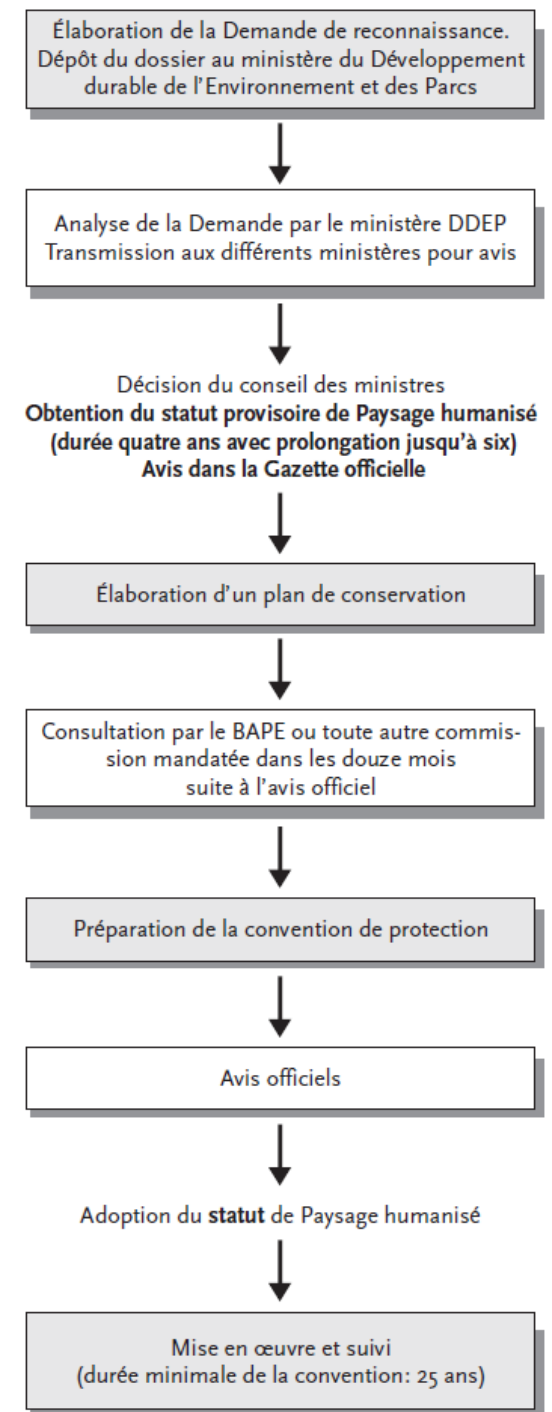 Élaboration de la Demande de reconnaissance.
Dépôt du dossier au ministère du Développement
durable de l’Environnement et des Parcs
Analyse de la Demande par le ministère DDEP
Transmission aux différents ministères pour avis
Décision du conseil des ministres
Obtention du statut provisoire de Paysage humanisé
(durée quatre ans avec prolongation jusqu’à six)
Avis dans la Gazette officielle
Élaboration d’un plan de conservation
Consultation par le BAPE ou toute autre commis-
sion mandatée dans les douze mois
suite à l’avis officiel
Préparation de la convention de protection
Avis officiels
Adoption du statut de Paysage humanisé
Mise en œuvre et suivi
(durée minimale de la convention: 25 ans)